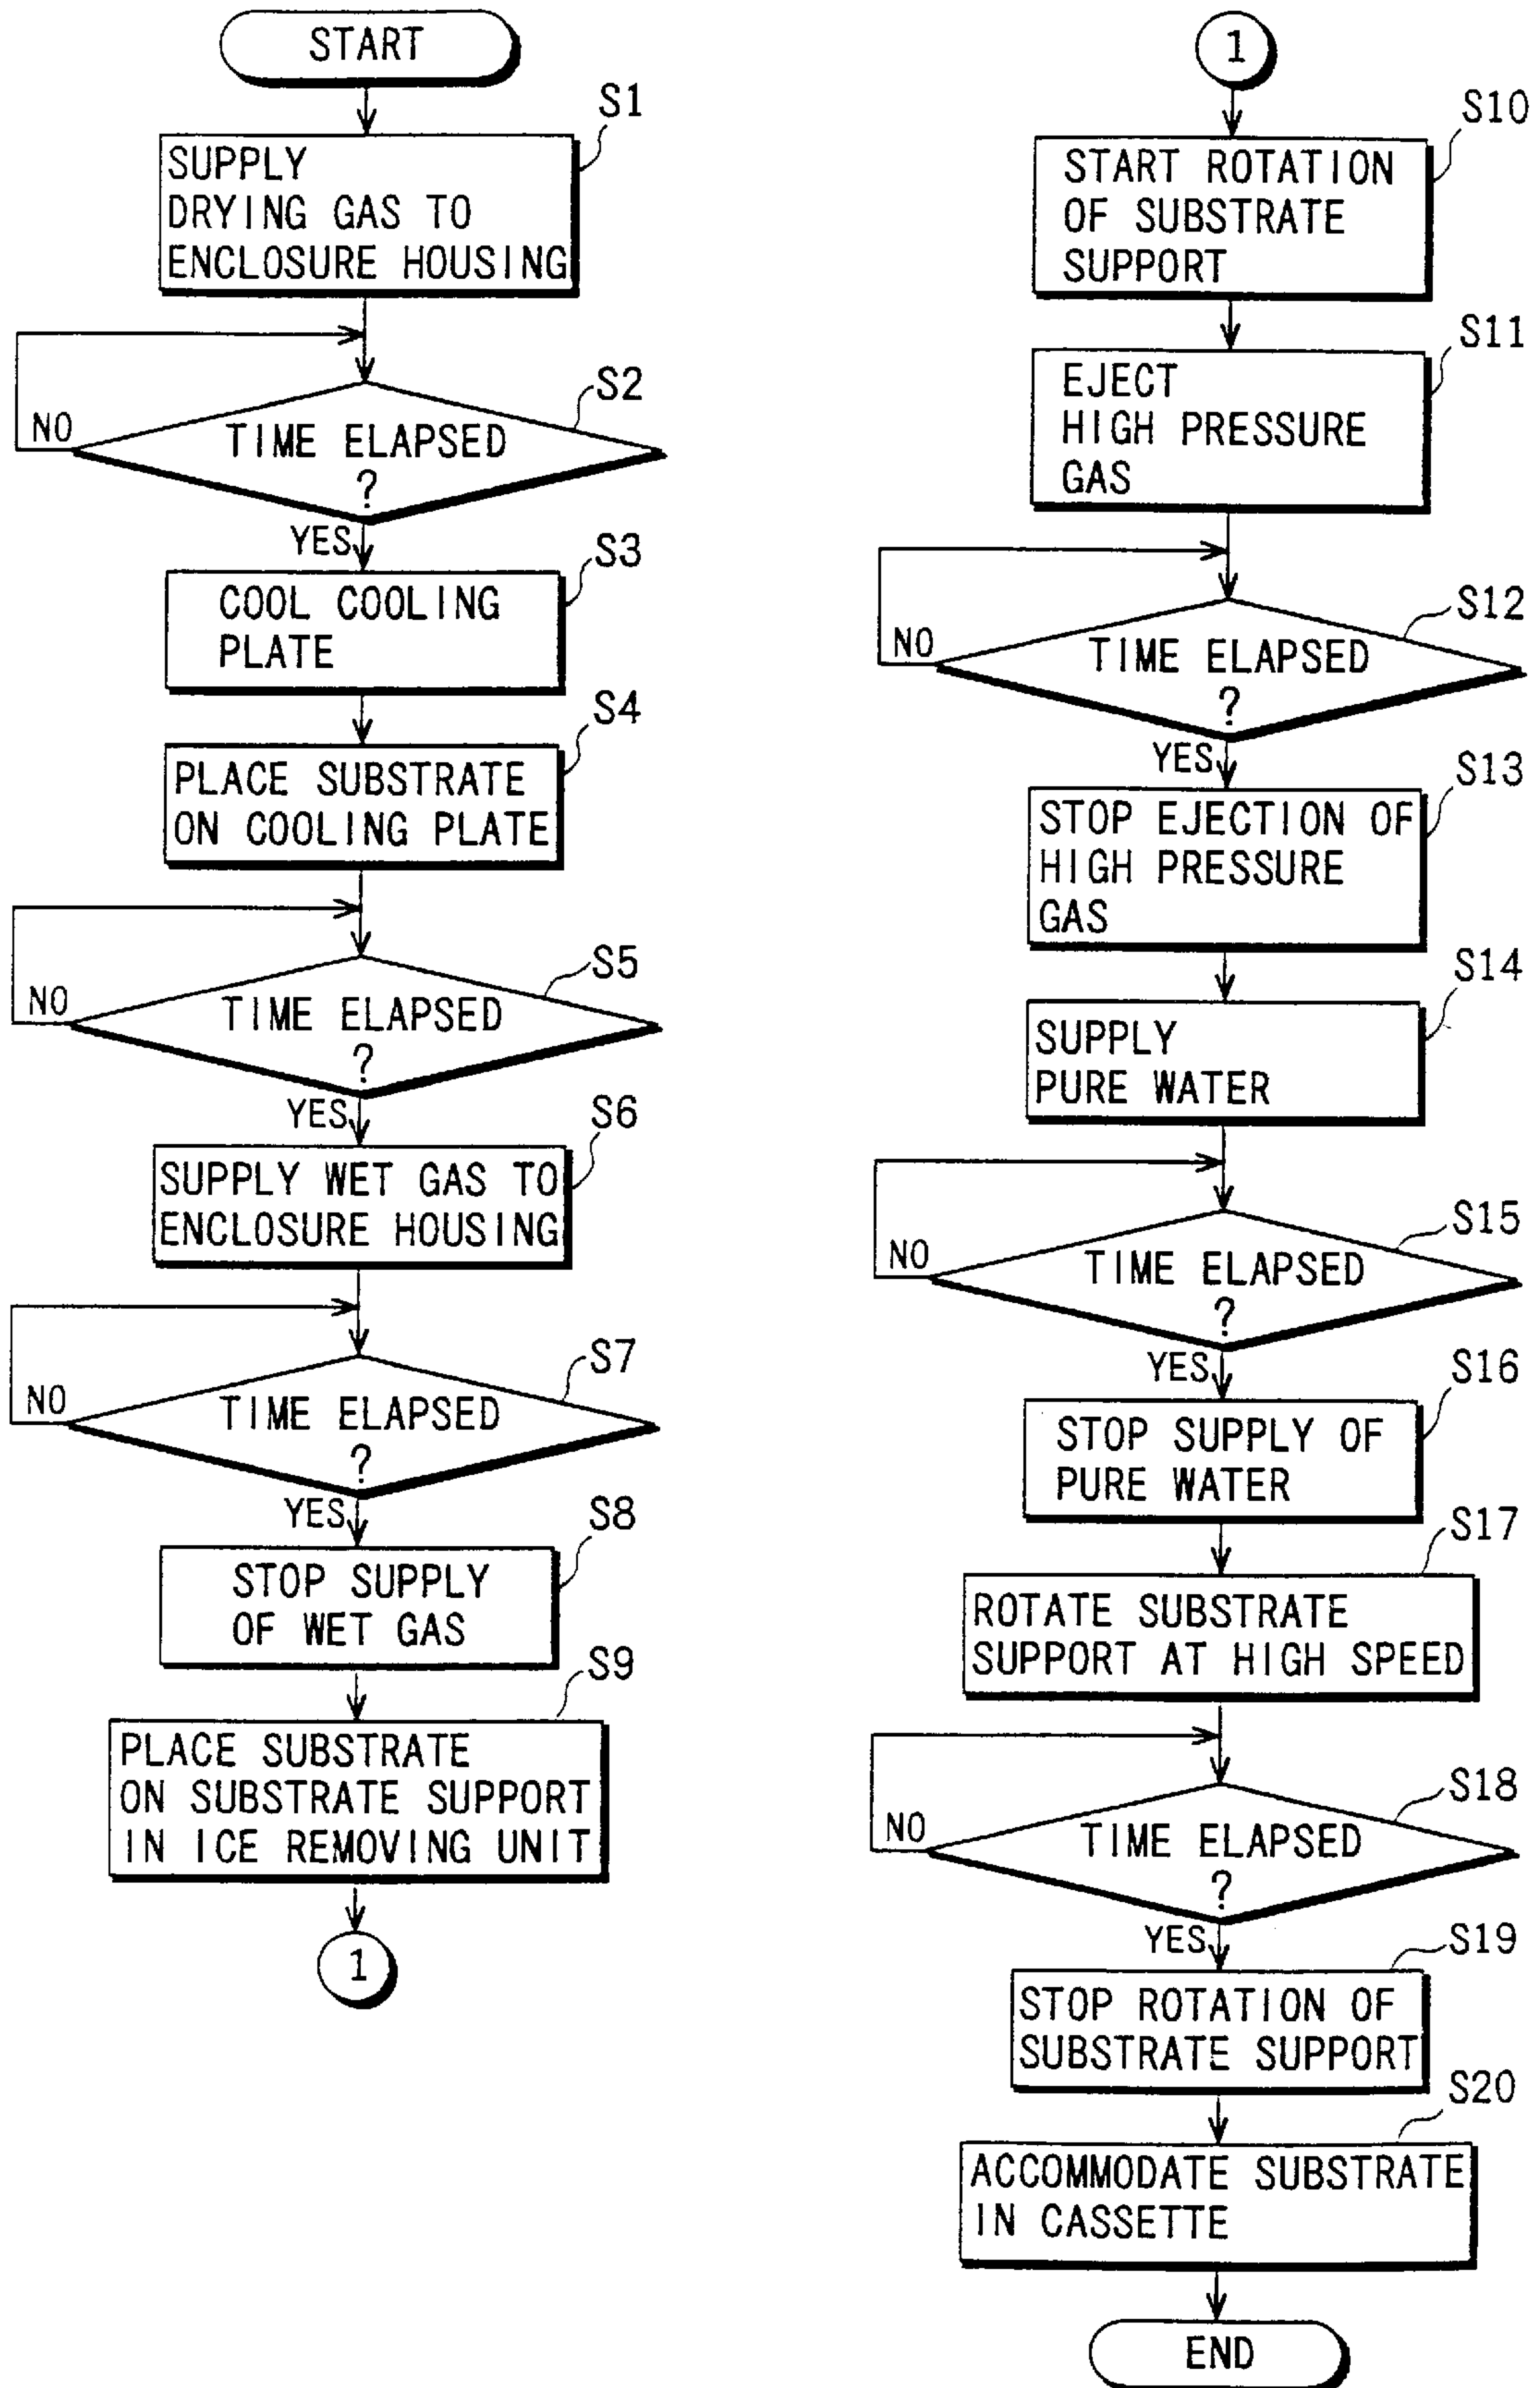 START
S1
SUPPLY
DRYING GAS TO
ENCLOSURE HOUSING
S2
NO
TIME ELAPSED
?
YES
S3
COOL COOLING
PLATE
S4
PLACE SUBSTRATE
ON COOLING PLATE
S5
NO
TIME ELAPSED
?
YES
S6
SUPPLY WET GAS TO
ENCLOSURE HOUSING
S7
NO
TIME ELAPSED
?
YES
S8
STOP SUPPLY
OF WET GAS
S9
PLACE SUBSTRATE
ON SUBSTRATE SUPPORT
IN ICE REMOVING UNIT
1
1
S10
START ROTATION
OF SUBSTRATE
SUPPORT
S11
EJECT
HIGH PRESSURE
GAS
S12
NO
TIME ELAPSED
?
YES
S13
STOP EJECTION OF
HIGH PRESSURE
GAS
S14
SUPPLY
PURE WATER
S15
NO
TIME ELAPSED
?
YES
S16
STOP SUPPLY OF
PURE WATER
S17
ROTATE SUBSTRATE
SUPPORT AT HIGH SPEED
S18
NO
TIME ELAPSED
?
YES
S19
STOP ROTATION OF
SUBSTRATE SUPPORT
S20
ACCOMMODATE SUBSTRATE
IN CASSETTE
END